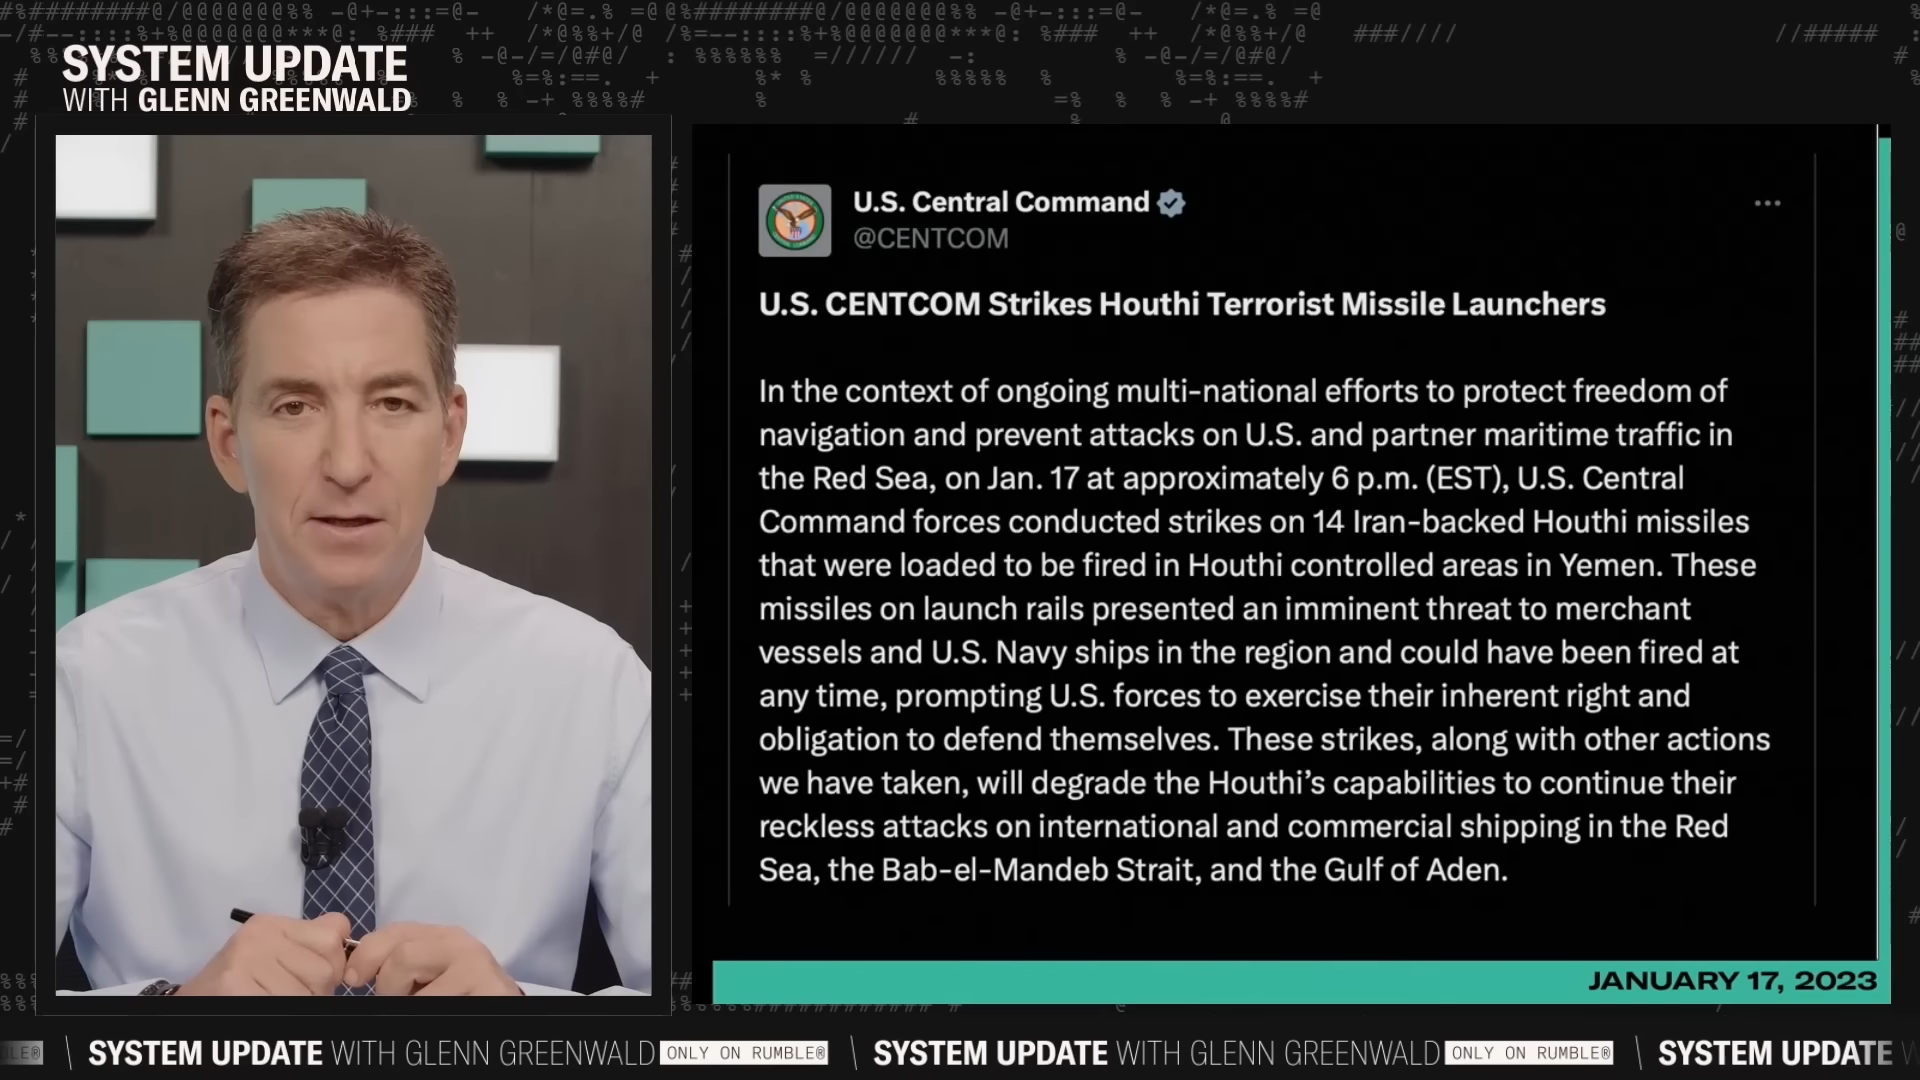 SYSTEM UPDATE
WITH GLENN GREENWALD
U.S. Central Command
@CENTCOM
U.S. CENTCOM Strikes Houthi Terrorist Missile Launchers
In the context of ongoing multi-national efforts to protect freedom of
navigation and prevent attacks on U.S. and partner maritime traffic in
the Red Sea, on Jan. 17 at approximately 6 p.m. (EST), U.S. Central
Command forces conducted strikes on 14 Iran-backed Houthi missiles
that were loaded to be fired in Houthi controlled areas in Yemen. These
missiles on launch rails presented an imminent threat to merchant
vessels and U.S. Navy ships in the region and could have been fired at
any time, prompting U.S. forces to exercise their inherent right and
obligation to defend themselves. These strikes, along with other actions
we have taken, will degrade the Houthi’s capabilities to continue their
reckless attacks on international and commercial shipping in the Red
Sea, the Bab-el-Mandeb Strait, and the Gulf of Aden.
JANUARY 17, 2023
SYSTEM UPDATE WITH GLENN GREENWALD ONLY ON RUMBLE® \ SYSTEM UPDATE WITH GLENN GREENWALD ONLY ON RUMBLE® \ SYSTEM UPDATE